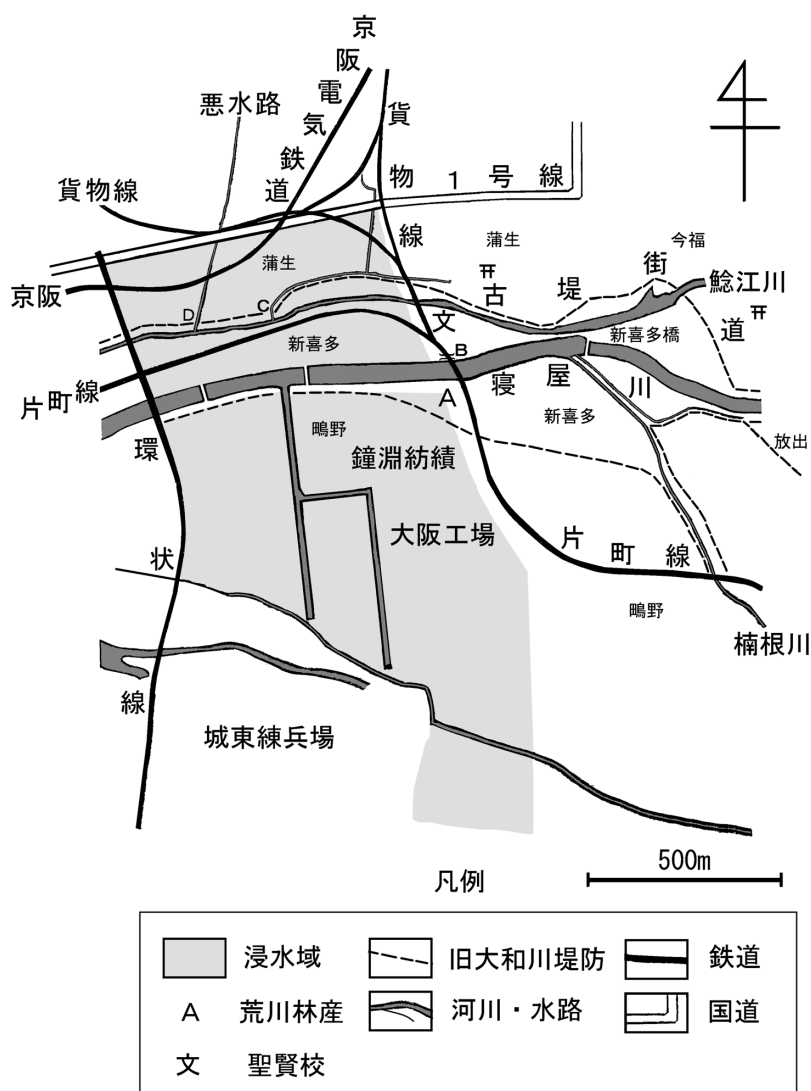 京阪電気鉄道
悪水路
貨物線
貨物線
1号線
蒲生
今福
蒲生
京阪
古堤街道
鯰江川
D
C
文
新喜多橋
新喜多
B
片町線
A
寝屋川
新喜多
環状線
鴫野
放出
鐘淵紡績
大阪工場
片町線
鴫野
楠根川
城東練兵場
500m
凡例
浸水域
旧大和川堤防
鉄道
A 荒川林産
河川・水路
国道
文 聖賢校